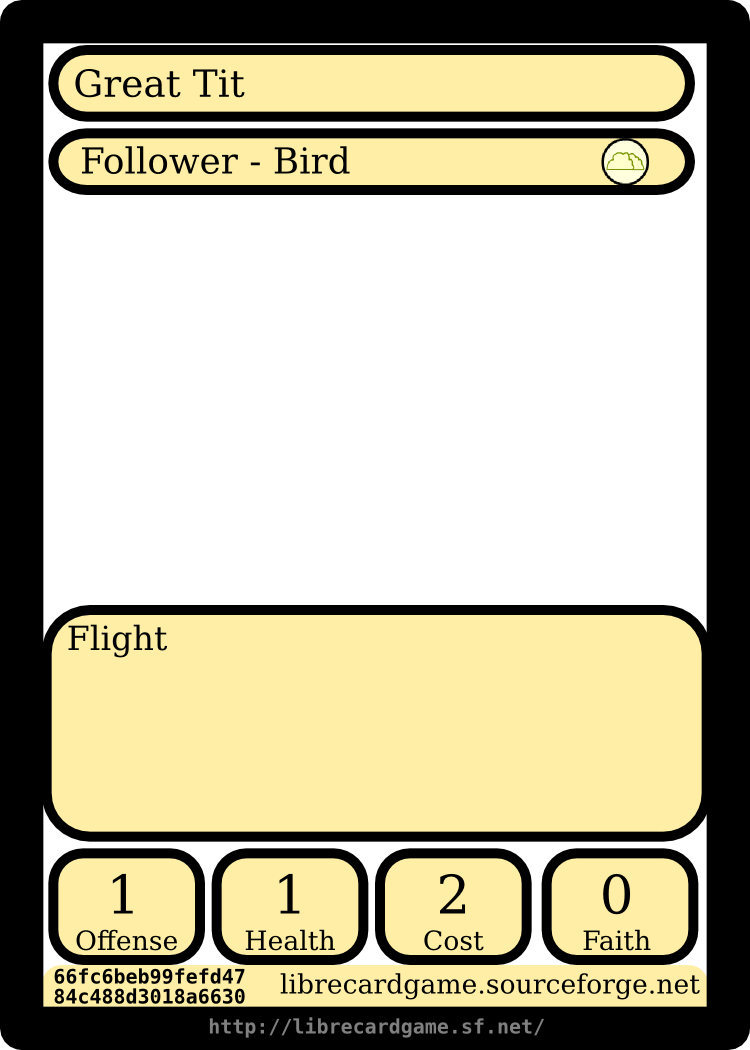 Great Tit
Follower - Bird
Flight
1 1 2 0
Offense Health Cost Faith
66fc6beb99fefd47
84c488d3018a6630
librecardgame.sourceforge.net
http://librecardgame.sf.net/